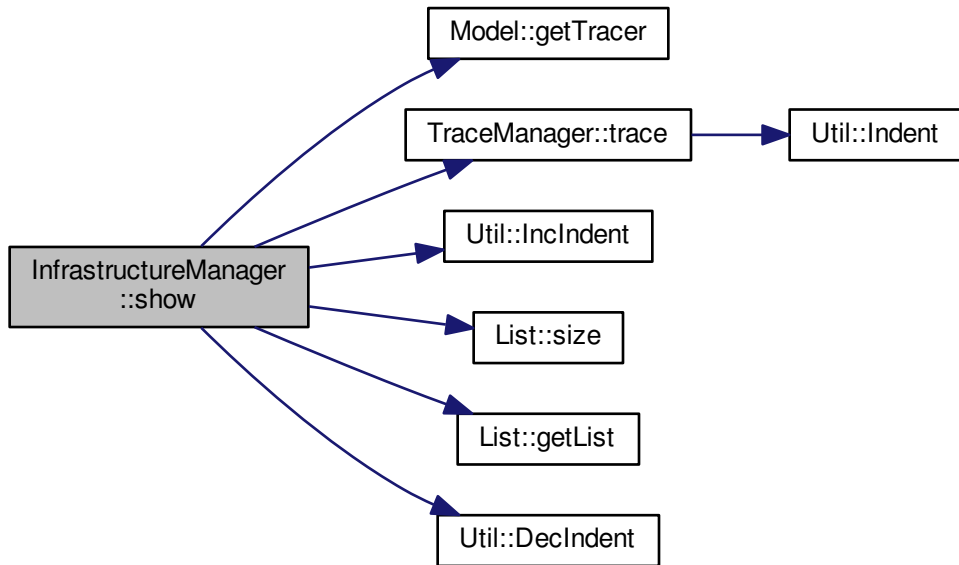 Model::getTracer
TraceManager::trace
Util::Indent
Util::IncIndent
InfrastructureManager
::show
List::size
List::getList
Util::DecIndent